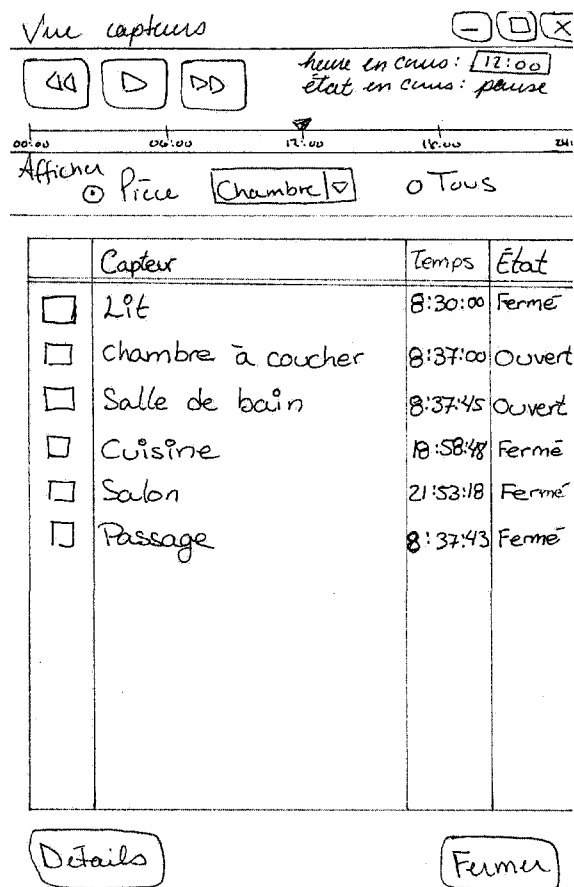 Vue capteurs
heure en cours: 12:00
état en cours: pause
00:00 06:00 12:00 18:00
Afficher
Pièce Chambre Tous
Capteur Temps État
Lit 8:30:00 Fermé
Chambre à coucher 8:37:00 Ouvert
Salle de bain 8:37:45 Ouvert
Cuisine 18:58:48 Fermé
Salon 21:53:18 Fermé
Passage 8:37:43 Fermé
Détails Fermer